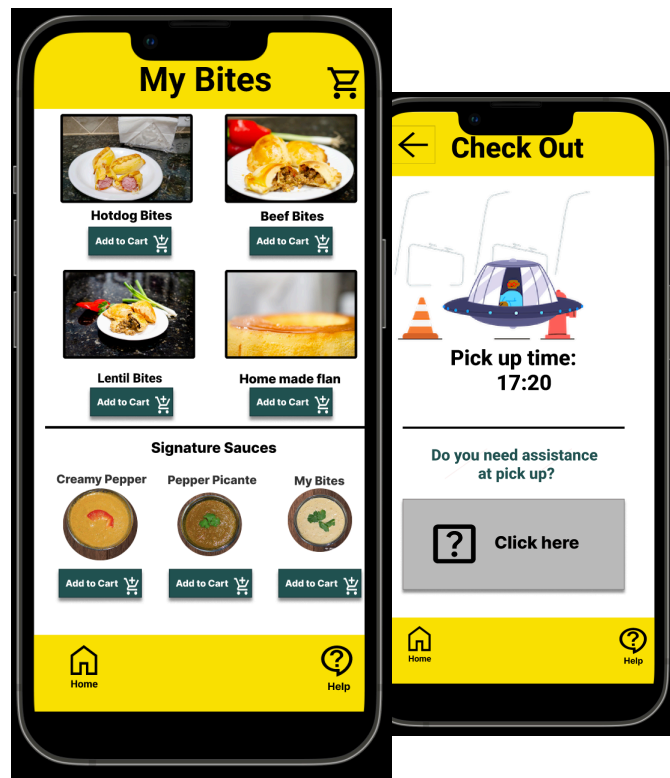 My Bites
Hotdog Bites
Beef Bites
Add to Cart
Add to Cart
Lentil Bites
Home made flan
Add to Cart
Add to Cart
Signature Sauces
Creamy Pepper
Pepper Picante
My Bites
Add to Cart
Add to Cart
Add to Cart
Home
Help
Check Out
Pick up time:
17:20
Do you need assistance
at pick up?
? Click here
Home
Help